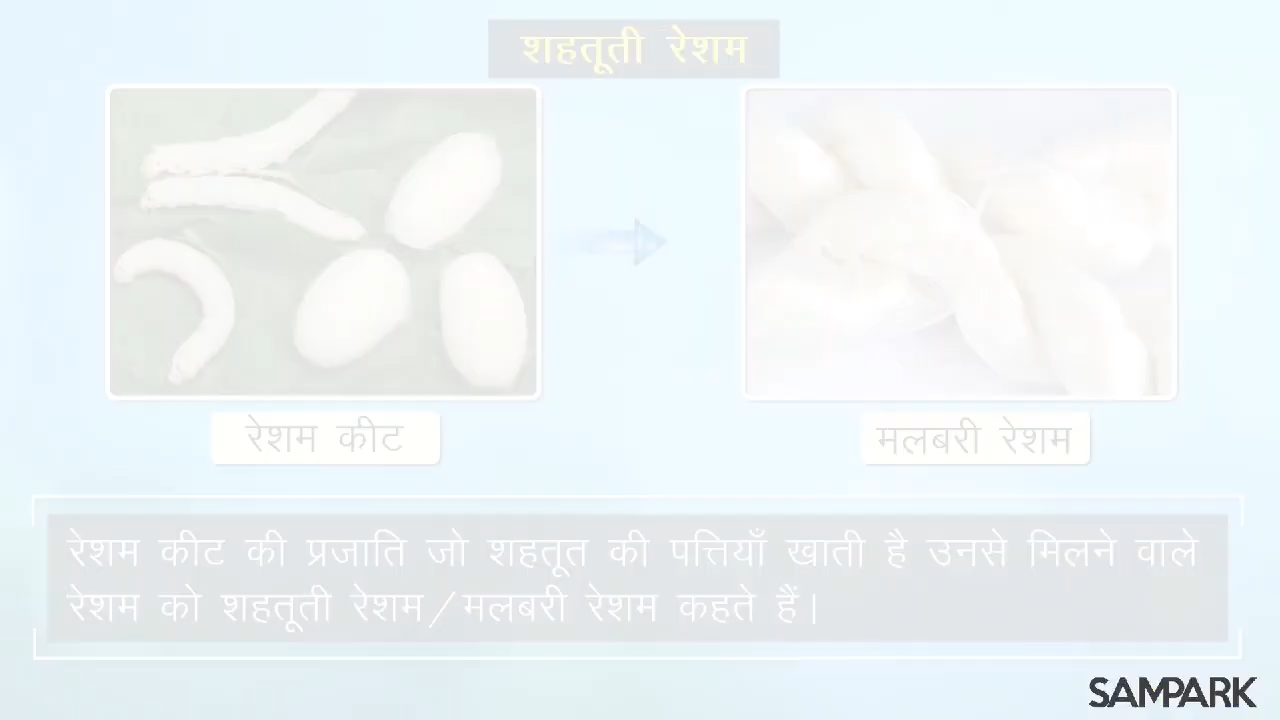 शहतूती रेशम
रेशम कीट
मलबरी रेशम
रेशम कीट की प्रजाति जो शहतूत की पत्तियाँ खाती है उनसे मिलने वाले
रेशम को शहतूती रेशम/मलबरी रेशम कहते हैं।
SAMPARK